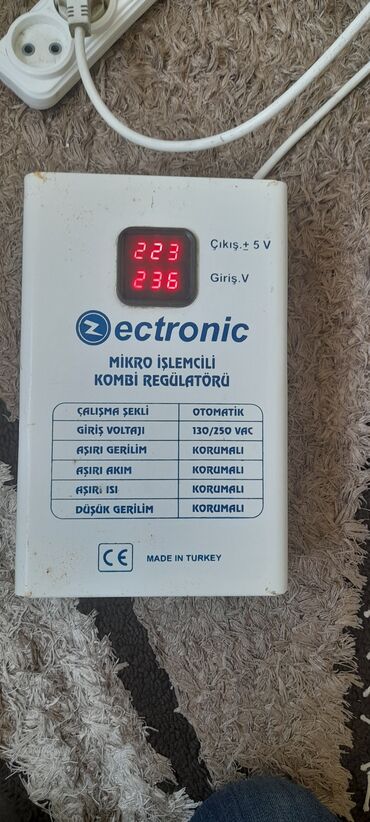 223 Çıkış.± 5 V
236 Giriş.V
Zectronic
MİKRO İŞLEMCİLİ
KOMBİ REGÜLATÖRÜ
ÇALIŞMA ŞEKLİ OTOMATİK
GİRİŞ VOLTAJI 130/250 VAC
AŞIRI GERİLİM KORUMALI
AŞIRI AKIM KORUMALI
AŞIRI ISI KORUMALI
DÜŞÜK GERİLİM KORUMALI
CE MADE IN TURKEY